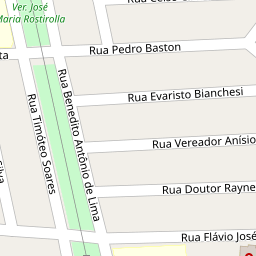 Ver. José
Maria Rostirolla
Rua Pedro Baston
Rua Evaristo Bianchesi
Rua Benedito Antônio de Lima
Rua Timóteo Soares
Rua Vereador Anísio
Rua Doutor Rayne
Rua Flávio José